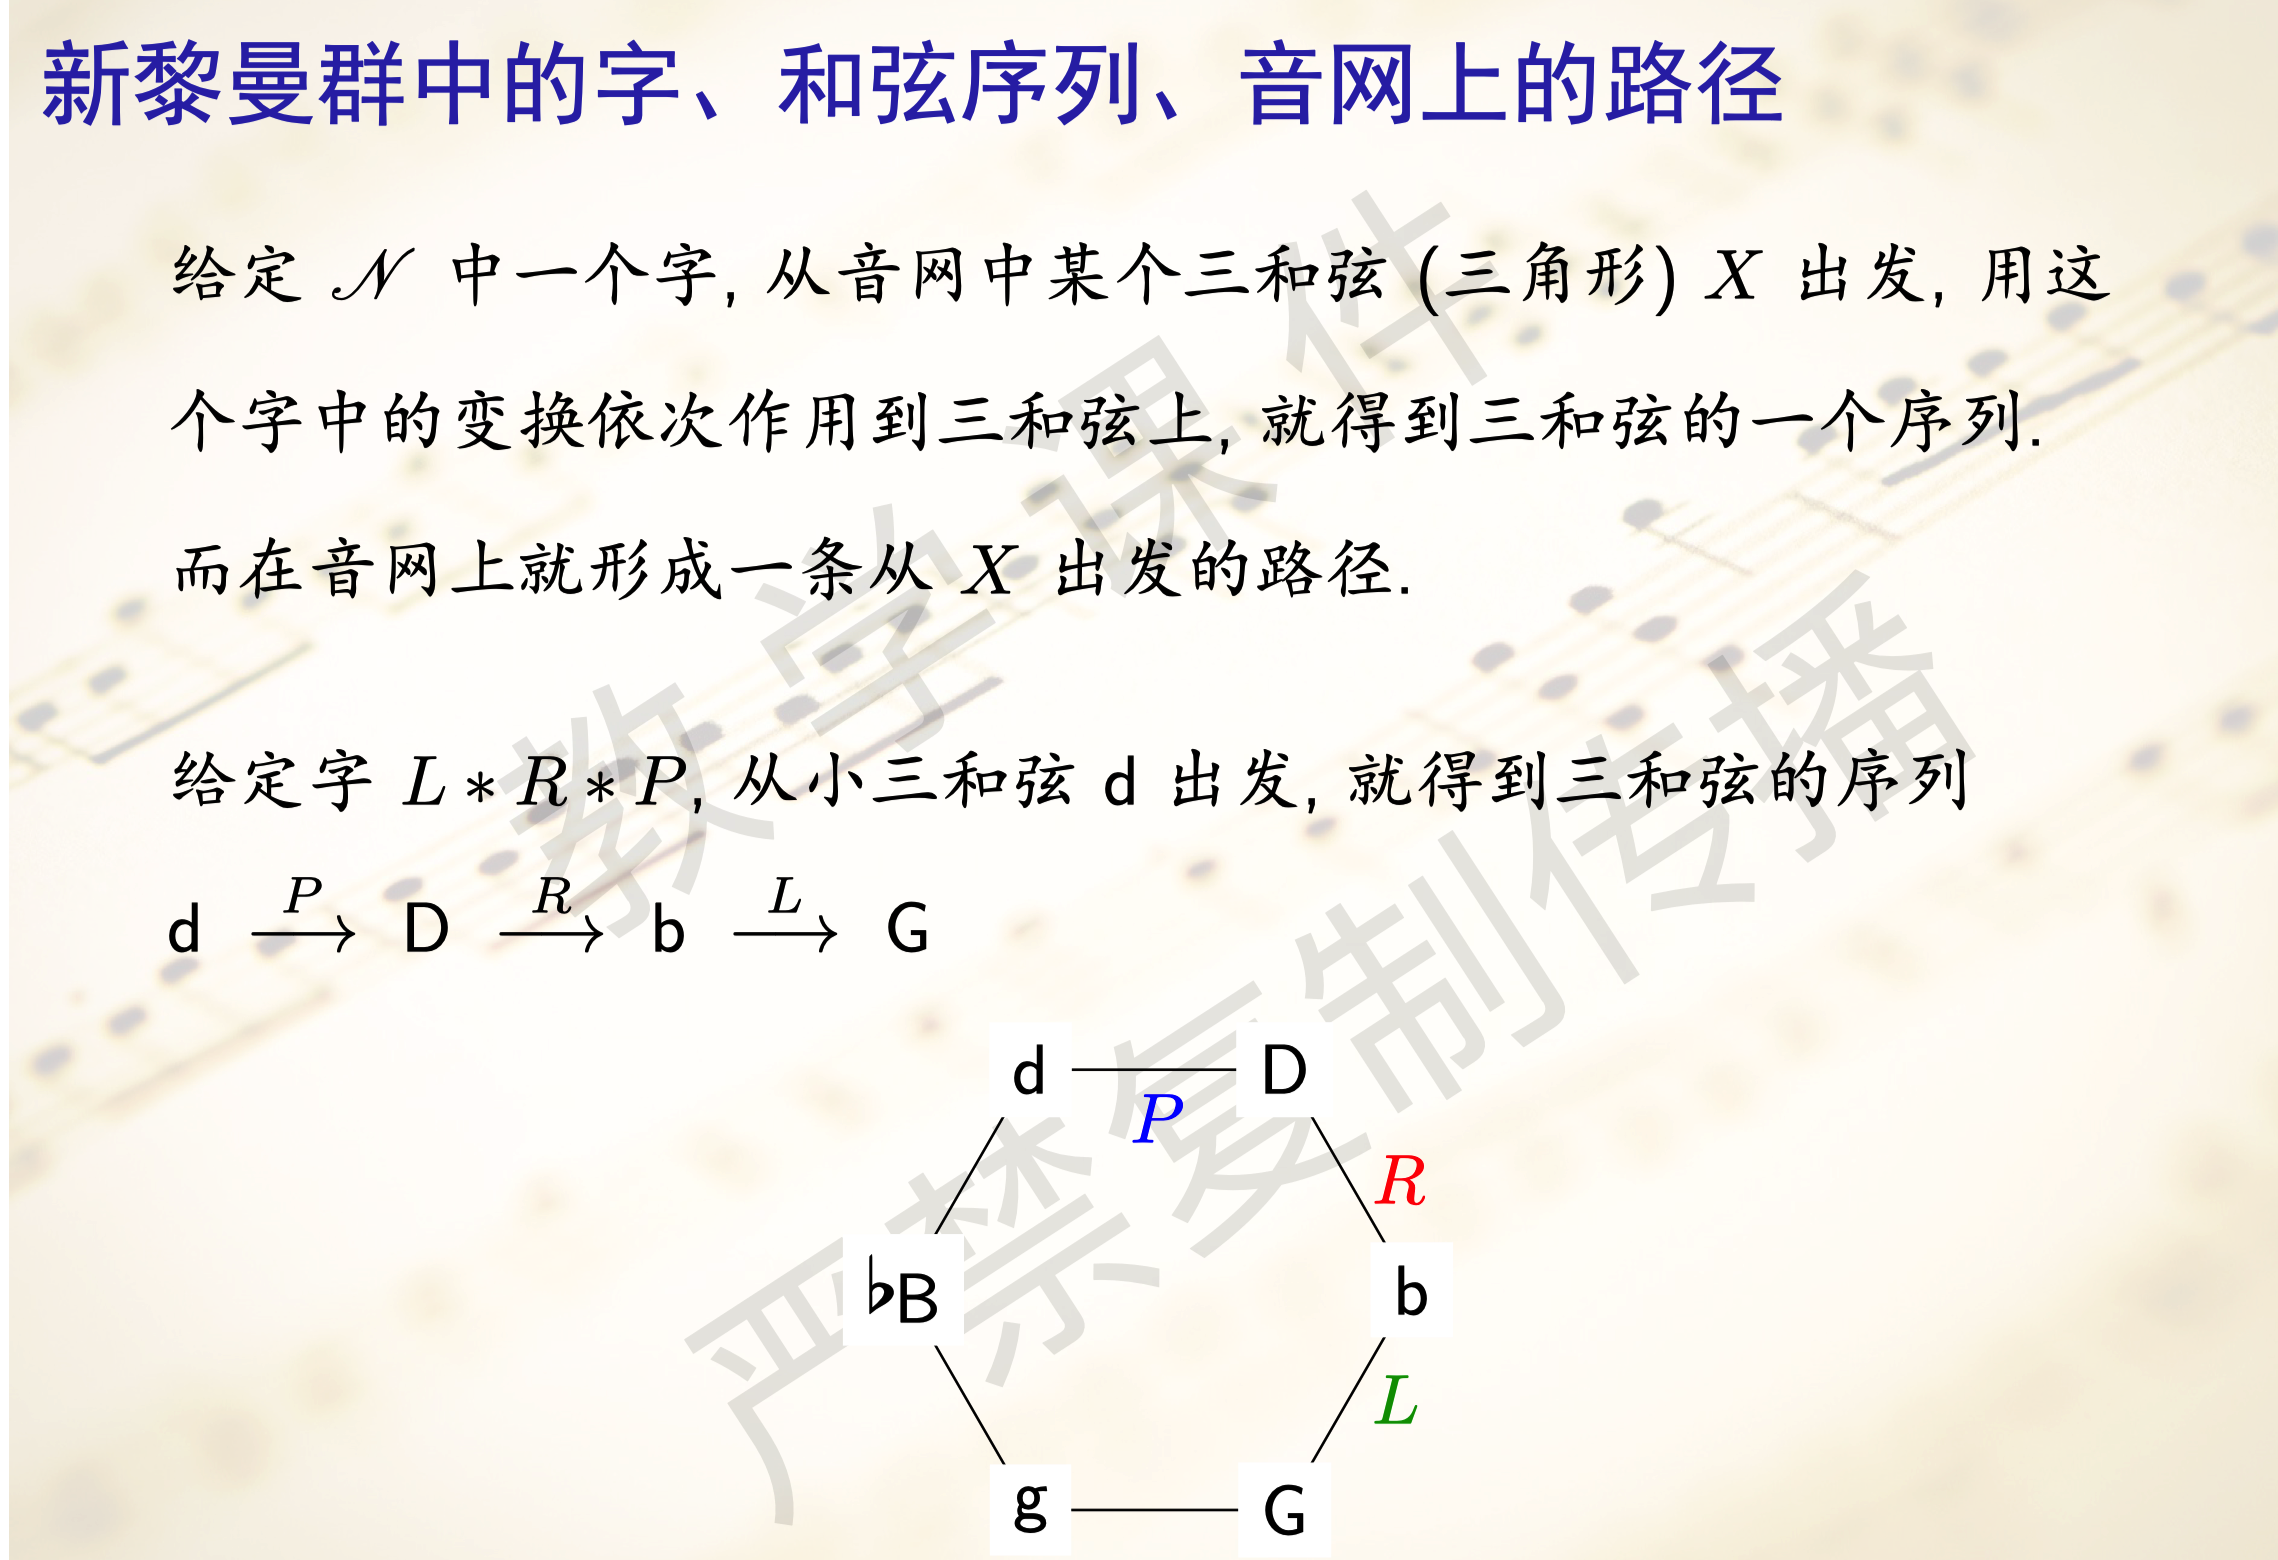 新黎曼群中的字、和弦序列、音网上的路径
给定 𝒩 中一个字, 从音网中某个三和弦 (三角形) X 出发, 用这
个字中的变换依次作用到三和弦上, 就得到三和弦的一个序列.
而在音网上就形成一条从 X 出发的路径.
给定字 L ∗ R ∗ P, 从小三和弦 d 出发, 就得到三和弦的序列
P R L
d → D → b → G
d D
P
R
♭B b
L
g G
教学课件
严禁复制传播